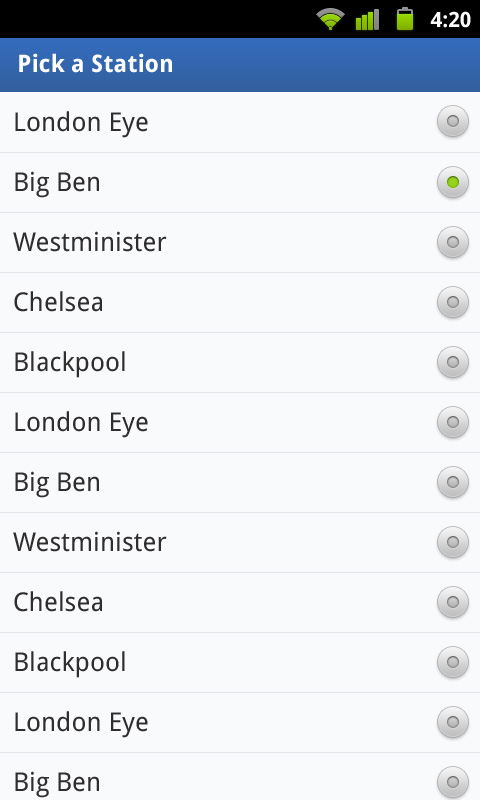 4:20
Pick a Station
London Eye
Big Ben
Westminister
Chelsea
Blackpool
London Eye
Big Ben
Westminister
Chelsea
Blackpool
London Eye
Big Ben